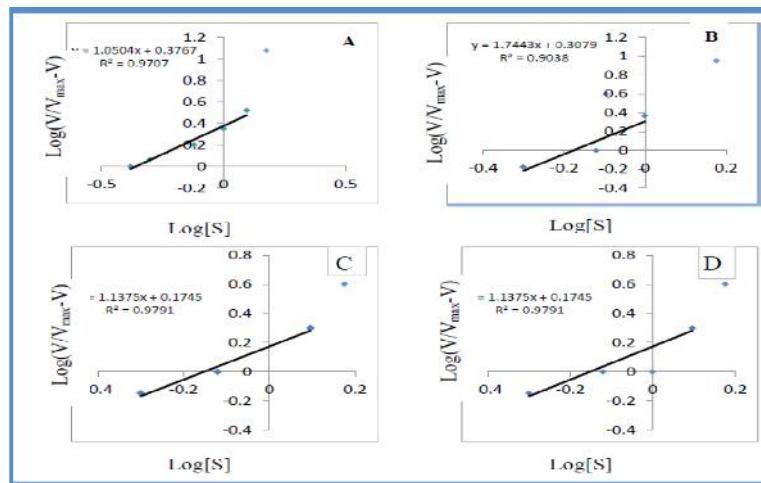 A
y = 1.0504x + 0.3767
R² = 0.9707
Log(V/Vmax-V)
1.2
1
0.8
0.6
0.4
0.2
0
-0.2
-0.5
0
0.5
Log[S]
B
y = 1.7443x + 0.3079
R² = 0.9038
Log(V/Vmax-V)
1.2
1
0.8
0.6
0.4
0.2
0
-0.2
-0.4
-0.4
-0.2
0
0.2
Log[S]
C
= 1.1375x + 0.1745
R² = 0.9791
Log(V/Vmax-V)
0.8
0.6
0.4
0.2
0
-0.2
-0.4
0.4
-0.2
0
0.2
Log[S]
D
= 1.1375x + 0.1745
R² = 0.9791
Log(V/Vmax-V)
0.8
0.6
0.4
0.2
0
-0.2
-0.4
0.4
-0.2
0
0.2
Log[S]